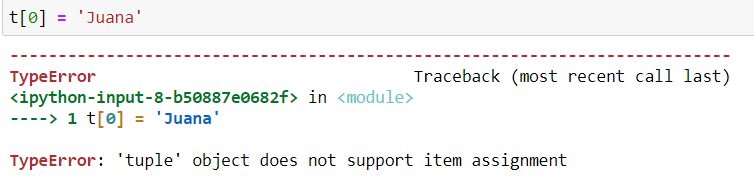 t[0] = 'Juana'
---------------------------------------------------------------------------
TypeError                                 Traceback (most recent call last)
<ipython-input-8-b50887e0682f> in <module>
----> 1 t[0] = 'Juana'
TypeError: 'tuple' object does not support item assignment